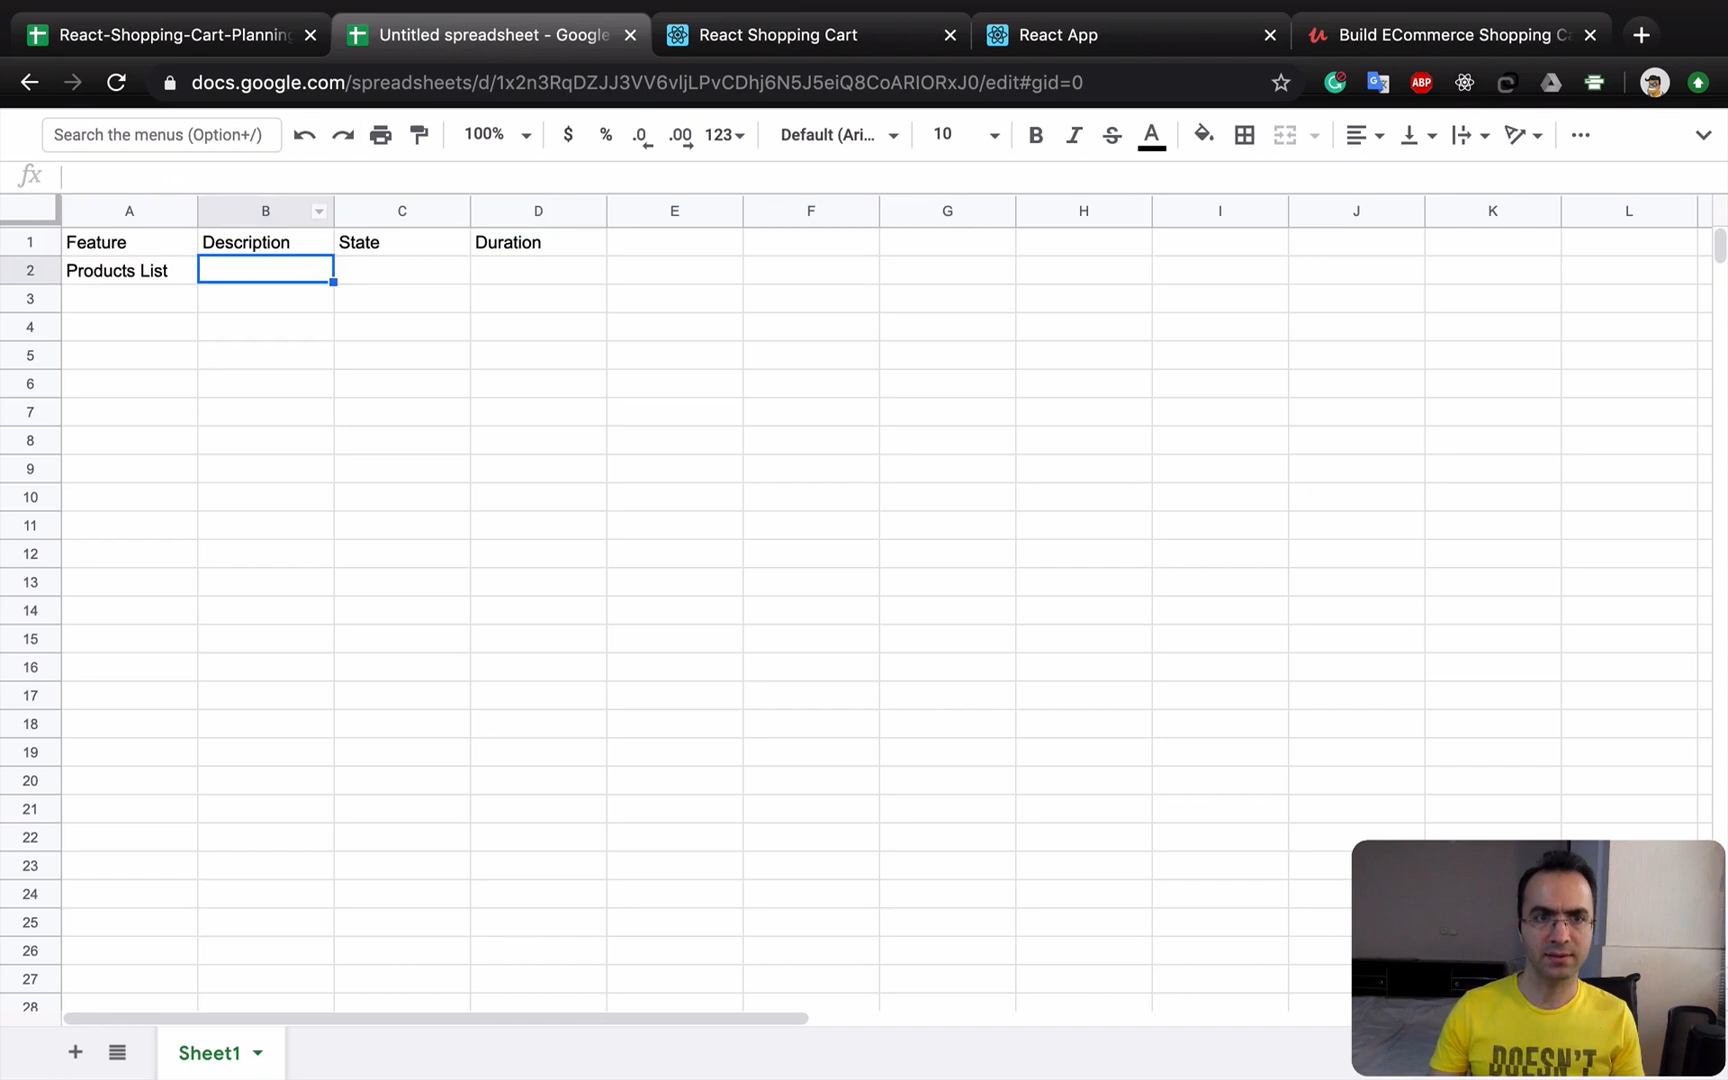 React-Shopping-Cart-Planning
Untitled spreadsheet - Google
React Shopping Cart
React App
Build ECommerce Shopping Ca
docs.google.com/spreadsheets/d/1x2n3RqDZJJ3VV6vljLPvCDhj6N5J5eiQ8CoARIORxJ0/edit#gid=0
ABP
Search the menus (Option+/)
100%
$
%
.0
.00
123
Default (Ari...
10
B
I
S
A
fx
A B C D E F G H I J K L
1 Feature Description State Duration
2 Products List
3
4
5
6
7
8
9
10
11
12
13
14
15
16
17
18
19
20
21
22
23
24
25
26
27
28
Sheet1
DOESN'T